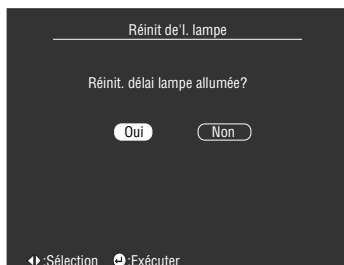 Réinit de'l. lampe
Réinit. délai lampe allumée?
Oui Non
:Sélection :Exécuter